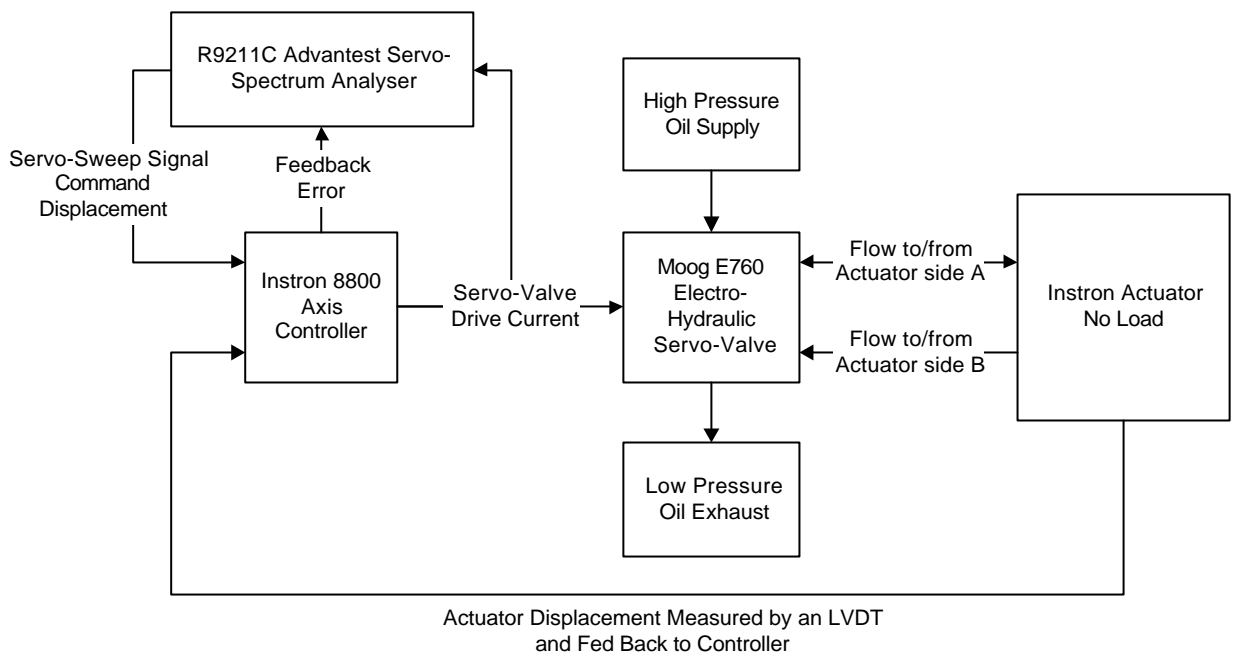 R9211C Advantest Servo-
Spectrum Analyser
High Pressure
Oil Supply
Servo-Sweep Signal
Command
Displacement
Feedback
Error
Instron 8800
Axis
Controller
Servo-Valve
Drive Current
Moog E760
Electro-
Hydraulic
Servo-Valve
Flow to/from
Actuator side A
Flow to/from
Actuator side B
Instron Actuator
No Load
Low Pressure
Oil Exhaust
Actuator Displacement Measured by an LVDT
and Fed Back to Controller